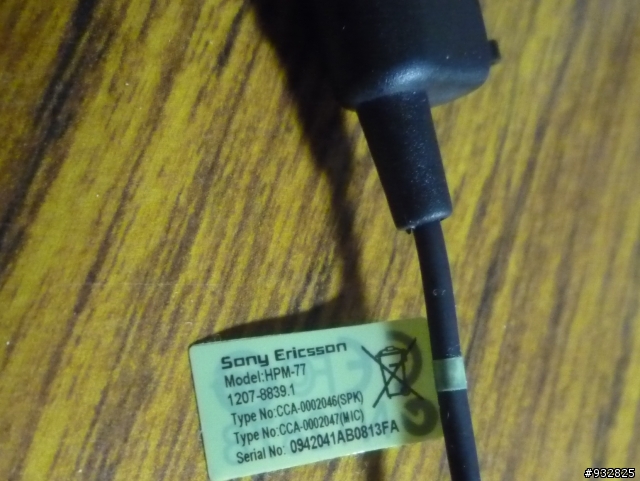 Sony Ericsson
Model:HPM-77
1207-8839.1
Type No:CCA-0002046(SPK)
Type No:CCA-0002047(MIC)
Serial No: 0942041AB0813FA
#932825